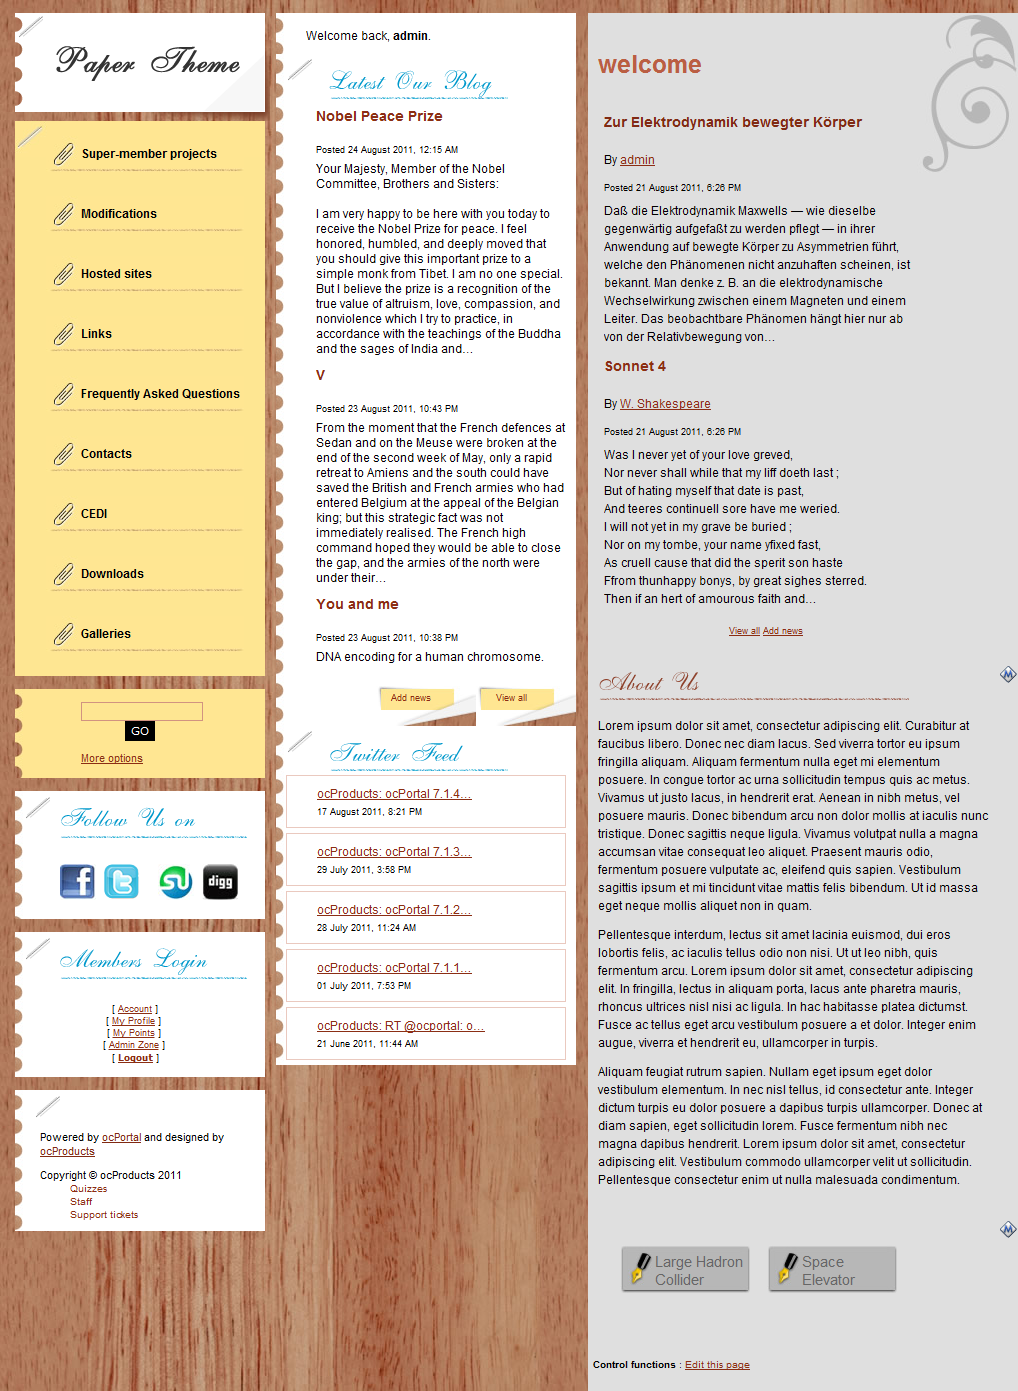 Paper Theme
Super-member projects
Modifications
Hosted sites
Links
Frequently Asked Questions
Contacts
CEDI
Downloads
Galleries
GO
More options
Follow Us on
digg
Members Login
[ Account ]
[ My Profile ]
[ My Points ]
[ Admin Zone ]
[ Logout ]
Powered by ocPortal and designed by
ocProducts
Copyright © ocProducts 2011
Quizzes
Staff
Support tickets
Welcome back, admin.
Latest Our Blog
Nobel Peace Prize
Posted 24 August 2011, 12:15 AM
Your Majesty, Member of the Nobel
Committee, Brothers and Sisters:
I am very happy to be here with you today to
receive the Nobel Prize for peace. I feel
honored, humbled, and deeply moved that
you should give this important prize to a
simple monk from Tibet. I am no one special.
But I believe the prize is a recognition of the
true value of altruism, love, compassion, and
nonviolence which I try to practice, in
accordance with the teachings of the Buddha
and the sages of India and…
V
Posted 23 August 2011, 10:43 PM
From the moment that the French defences at
Sedan and on the Meuse were broken at the
end of the second week of May, only a rapid
retreat to Amiens and the south could have
saved the British and French armies who had
entered Belgium at the appeal of the Belgian
king; but this strategic fact was not
immediately realised. The French high
command hoped they would be able to close
the gap, and the armies of the north were
under their…
You and me
Posted 23 August 2011, 10:38 PM
DNA encoding for a human chromosome.
Add news
View all
Twitter Feed
ocProducts: ocPortal 7.1.4…
17 August 2011, 8:21 PM
ocProducts: ocPortal 7.1.3…
29 July 2011, 3:58 PM
ocProducts: ocPortal 7.1.2…
28 July 2011, 11:24 AM
ocProducts: ocPortal 7.1.1…
01 July 2011, 7:53 PM
ocProducts: RT @ocportal: o…
21 June 2011, 11:44 AM
welcome
Zur Elektrodynamik bewegter Körper
By admin
Posted 21 August 2011, 6:26 PM
Daß die Elektrodynamik Maxwells — wie dieselbe
gegenwärtig aufgefaßt zu werden pflegt — in ihrer
Anwendung auf bewegte Körper zu Asymmetrien führt,
welche den Phänomenen nicht anzuhaften scheinen, ist
bekannt. Man denke z. B. an die elektrodynamische
Wechselwirkung zwischen einem Magneten und einem
Leiter. Das beobachtbare Phänomen hängt hier nur ab
von der Relativbewegung von…
Sonnet 4
By W. Shakespeare
Posted 21 August 2011, 6:26 PM
Was I never yet of your love greved,
Nor never shall while that my liff doeth last ;
But of hating myself that date is past,
And teeres continuell sore have me weried.
I will not yet in my grave be buried ;
Nor on my tombe, your name yfixed fast,
As cruell cause that did the sperit son haste
Ffrom thunhappy bonys, by great sighes sterred.
Then if an hert of amourous faith and…
View all Add news
About Us
Lorem ipsum dolor sit amet, consectetur adipiscing elit. Curabitur at
faucibus libero. Donec nec diam lacus. Sed viverra tortor eu ipsum
fringilla aliquam. Aliquam fermentum nulla eget mi elementum
posuere. In congue tortor ac urna sollicitudin tempus quis ac metus.
Vivamus ut justo lacus, in hendrerit erat. Aenean in nibh metus, vel
posuere mauris. Donec bibendum arcu non dolor mollis at iaculis nunc
tristique. Donec sagittis neque ligula. Vivamus volutpat nulla a magna
accumsan vitae consequat leo aliquet. Praesent mauris odio,
fermentum posuere vulputate ac, eleifend quis sapien. Vestibulum
sagittis ipsum et mi tincidunt vitae mattis felis bibendum. Ut id massa
eget neque mollis aliquet non in quam.
Pellentesque interdum, lectus sit amet lacinia euismod, dui eros
lobortis felis, ac iaculis tellus odio non nisi. Ut ut leo nibh, quis
fermentum arcu. Lorem ipsum dolor sit amet, consectetur adipiscing
elit. In fringilla, lectus in aliquam porta, lacus ante pharetra mauris,
rhoncus ultrices nisl nisi ac ligula. In hac habitasse platea dictumst.
Fusce ac tellus eget arcu vestibulum posuere a et dolor. Integer enim
augue, viverra et hendrerit eu, ullamcorper in turpis.
Aliquam feugiat rutrum sapien. Nullam eget ipsum eget dolor
vestibulum elementum. In nec nisl tellus, id consectetur ante. Integer
dictum turpis eu dolor posuere a dapibus turpis ullamcorper. Donec at
diam sapien, eget sollicitudin lorem. Fusce fermentum nibh nec
magna dapibus hendrerit. Lorem ipsum dolor sit amet, consectetur
adipiscing elit. Vestibulum commodo ullamcorper velit ut sollicitudin.
Pellentesque consectetur enim ut nulla malesuada condimentum.
Large Hadron
Collider
Space
Elevator
Control functions : Edit this page